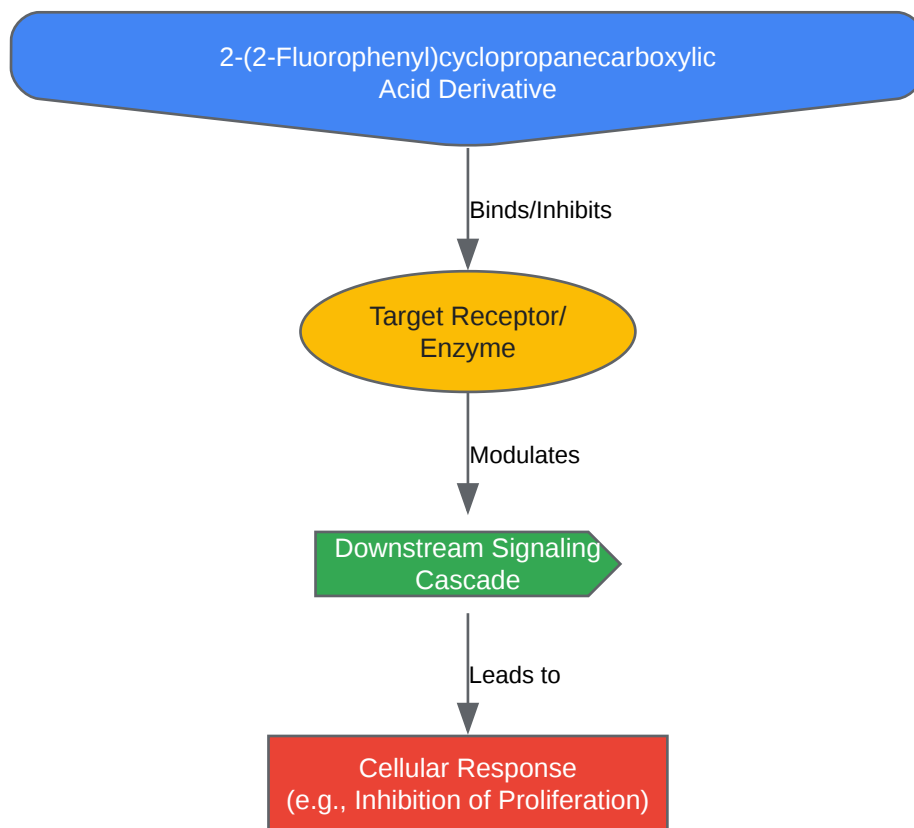 2-(2-Fluorophenyl)cyclopropanecarboxylic
Acid Derivative
Binds/Inhibits
Target Receptor/
Enzyme
Modulates
Downstream Signaling
Cascade
Leads to
Cellular Response
(e.g., Inhibition of Proliferation)